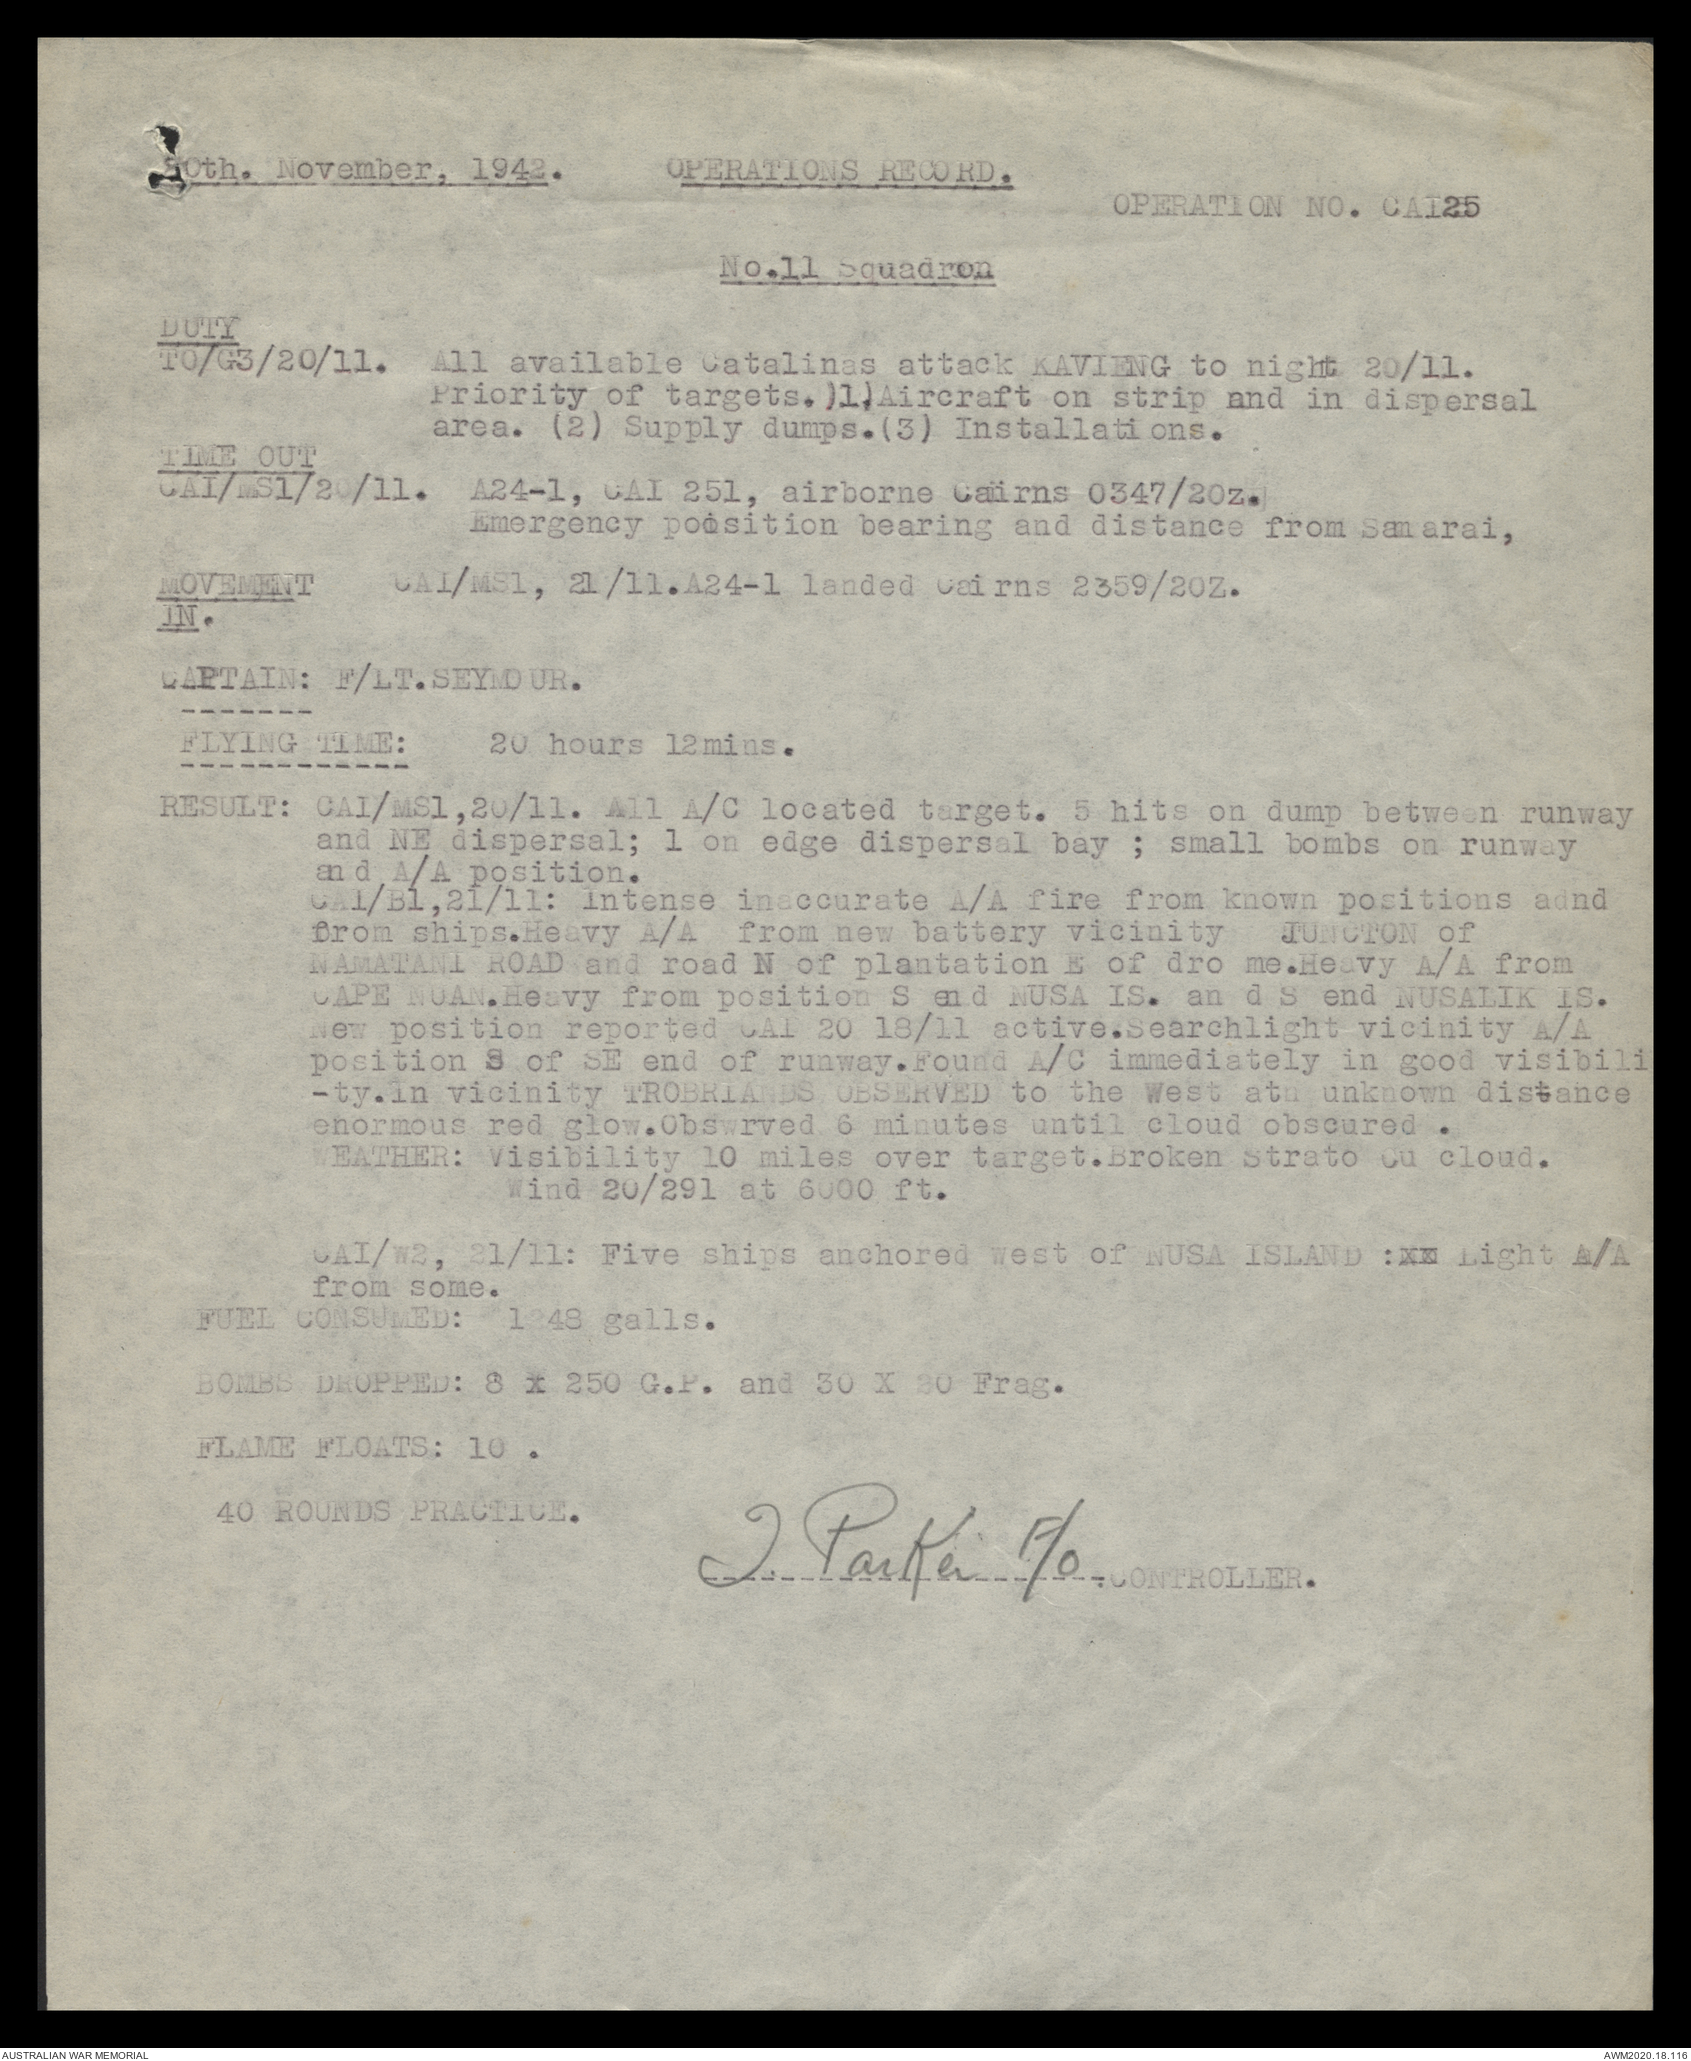 20th. November, 1942. OPERATIONS RECORD.
OPERATION NO. CAI25
No.11 Squadron
DUTY
TO/G3/20/11. All available Catalinas attack KAVIENG to night 20/11.
Priority of targets.)1)Aircraft on strip and in dispersal
area. (2) Supply dumps.(3) Installations.
TIME OUT
CAI/MS1/20/11. A24-1, CAI 251, airborne Cairns 0347/20z.
Emergency poisition bearing and distance from Samarai,
MOVEMENT CAI/MS1, 21/11.A24-1 landed Cairns 2359/20Z.
IN.
CAPTAIN: F/LT.SEYMOUR.
-------
FLYING TIME: 20 hours 12mins.
------------
RESULT: CAI/MS1,20/11. All A/C located target. 5 hits on dump between runway
and NE dispersal; 1 on edge dispersal bay ; small bombs on runway
and A/A position.
CAI/B1,21/11: Intense inaccurate A/A fire from known positions adnd
from ships.Heavy A/A from new battery vicinity JUNCTON of
NAMATANI ROAD and road N of plantation E of dro me.Heavy A/A from
CAPE NUAN.Heavy from position S end NUSA IS. an d S end NUSALIK IS.
New position reported CAI 20 18/11 active.Searchlight vicinity A/A
position S of SE end of runway.Found A/C immediately in good visibili
-ty.In vicinity TROBRIANDS OBSERVED to the West atn unknown distance
enormous red glow.Obswrved 6 minutes until cloud obscured .
WEATHER: Visibility 10 miles over target.Broken Strato Cu cloud.
Wind 20/291 at 6000 ft.
CAI/W2, 21/11: Five ships anchored west of NUSA ISLAND :xx Light A/A
from some.
FUEL CONSUMED: 1248 galls.
BOMBS DROPPED: 8 X 250 G.P. and 30 X 20 Frag.
FLAME FLOATS: 10 .
40 ROUNDS PRACTICE.
J. Parker F/O
CONTROLLER.
AUSTRALIAN WAR MEMORIAL
AWM2020.18.116